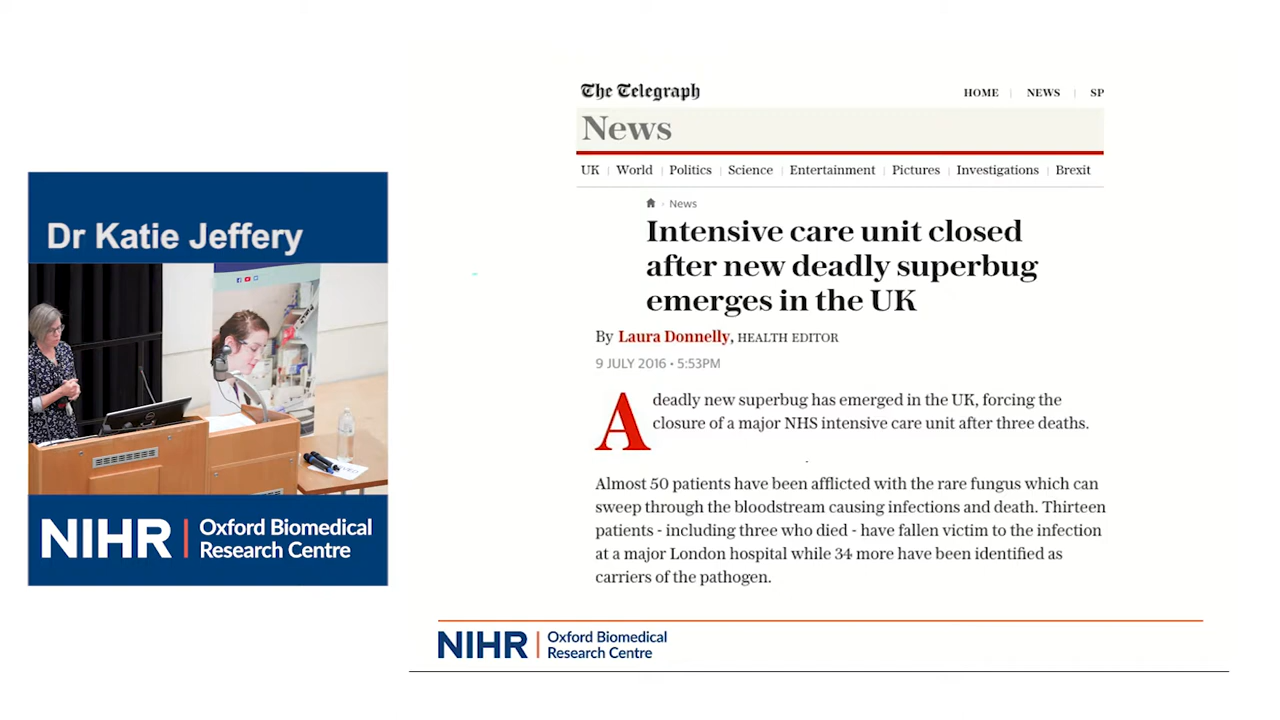 Dr Katie Jeffery
NIHR | Oxford Biomedical
Research Centre
The Telegraph
HOME | NEWS | SP
News
UK | World | Politics | Science | Entertainment | Pictures | Investigations | Brexit
News
Intensive care unit closed
after new deadly superbug
emerges in the UK
By Laura Donnelly, HEALTH EDITOR
9 JULY 2016 • 5:53PM
A deadly new superbug has emerged in the UK, forcing the
closure of a major NHS intensive care unit after three deaths.
Almost 50 patients have been afflicted with the rare fungus which can
sweep through the bloodstream causing infections and death. Thirteen
patients - including three who died - have fallen victim to the infection
at a major London hospital while 34 more have been identified as
carriers of the pathogen.
NIHR | Oxford Biomedical
Research Centre